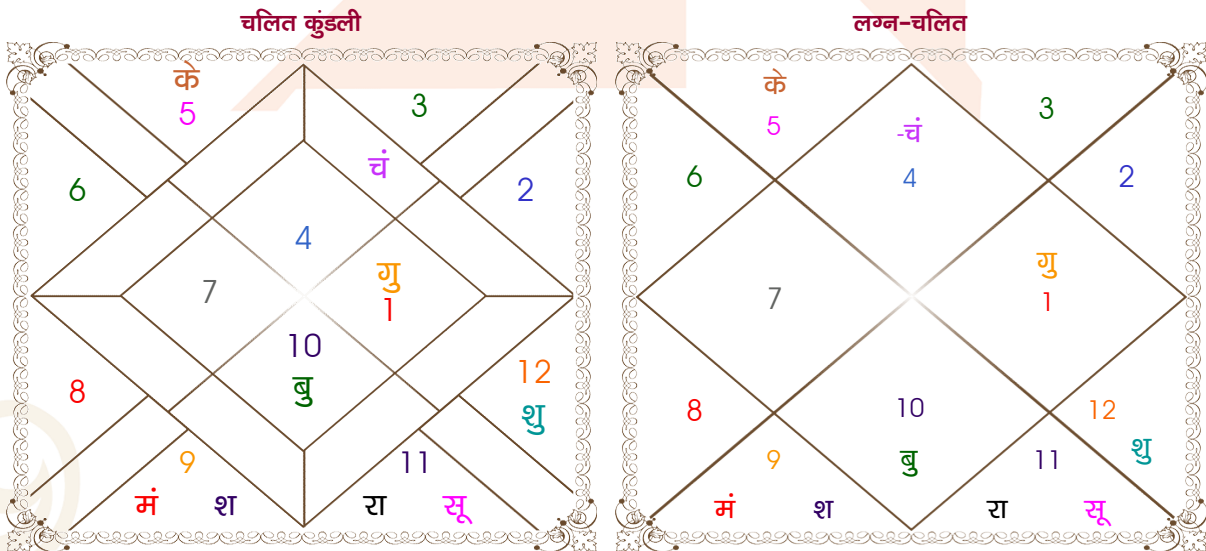 चलित कुंडली
के
5
3
चं
6
2
4
गु
7
1
10
बु
8
12
शु
9
11
मं श
रा सू
लग्न-चलित
के
5
3
-चं
6
4
2
गु
7
1
8
10
12
बु
शु
9
11
मं श
रा सू